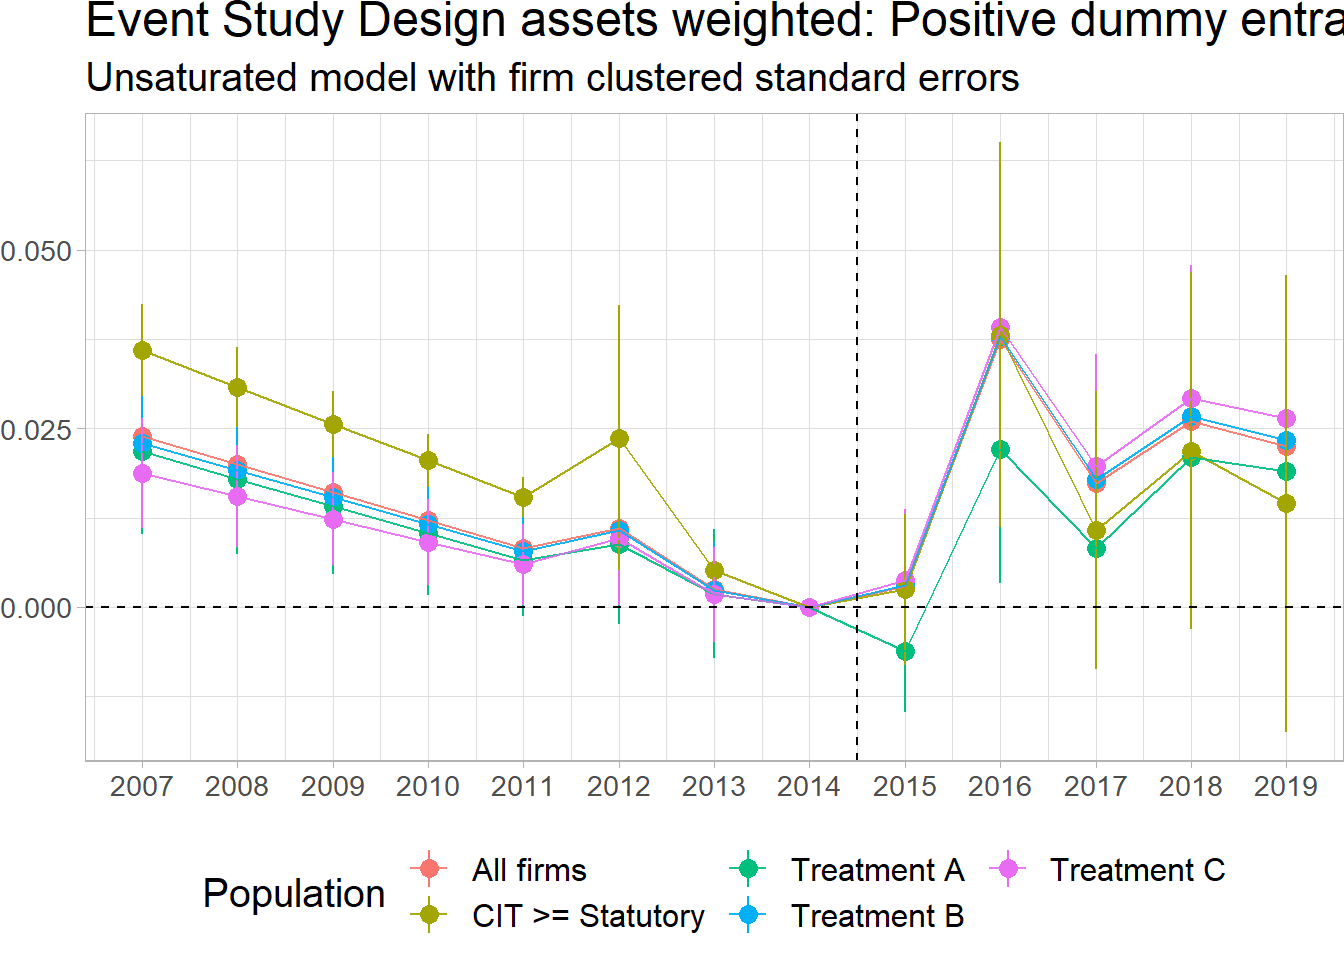 Event Study Design assets weighted: Positive dummy entra
Unsaturated model with firm clustered standard errors
0.050
0.025
0.000
2007 2008 2009 2010 2011 2012 2013 2014 2015 2016 2017 2018 2019
Population
All firms Treatment A Treatment C
CIT >= Statutory Treatment B